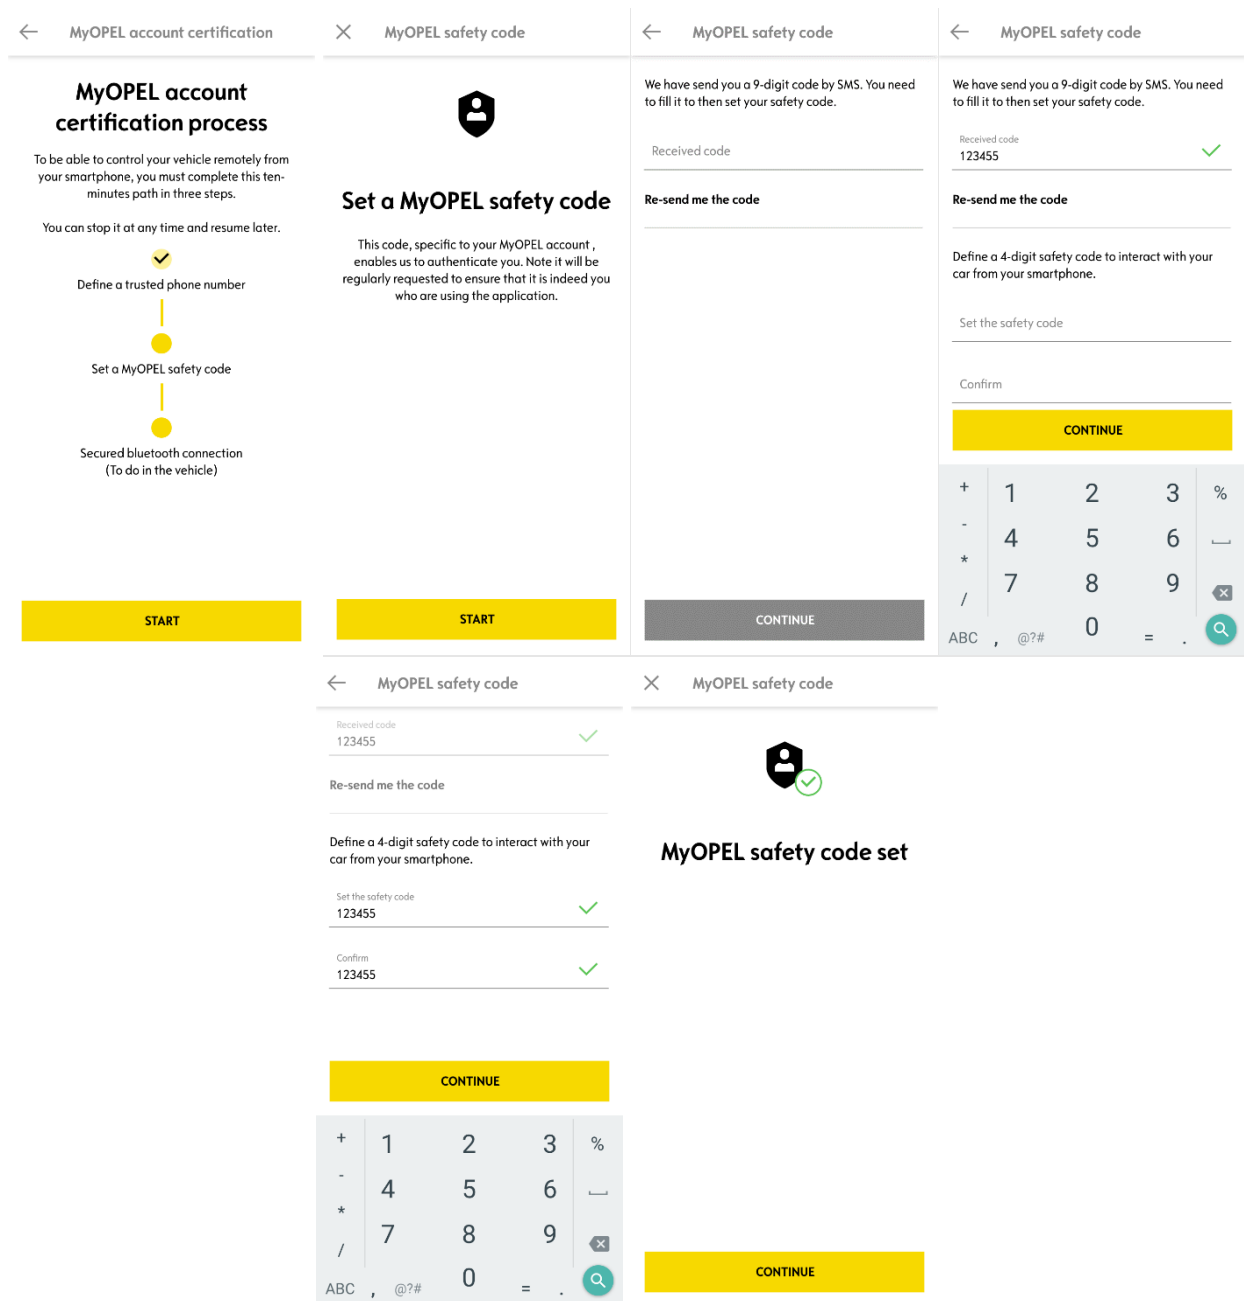 MyOPEL account certification
MyOPEL account
certification process
To be able to control your vehicle remotely from
your smartphone, you must complete this ten-
minutes path in three steps.
You can stop it at any time and resume later.
Define a trusted phone number
Set a MyOPEL safety code
Secured bluetooth connection
(To do in the vehicle)
START
MyOPEL safety code
Set a MyOPEL safety code
This code, specific to your MyOPEL account ,
enables us to authenticate you. Note it will be
regularly requested to ensure that it is indeed you
who are using the application.
START
MyOPEL safety code
We have send you a 9-digit code by SMS. You need
to fill it to then set your safety code.
Received code
Re-send me the code
CONTINUE
MyOPEL safety code
We have send you a 9-digit code by SMS. You need
to fill it to then set your safety code.
Received code
123455
Re-send me the code
Define a 4-digit safety code to interact with your
car from your smartphone.
Set the safety code
Confirm
CONTINUE
+ 1 2 3 %
- 4 5 6
* 7 8 9
/ 0
ABC , @?# = .
MyOPEL safety code
Received code
123455
Re-send me the code
Define a 4-digit safety code to interact with your
car from your smartphone.
Set the safety code
123455
Confirm
123455
CONTINUE
+ 1 2 3 %
- 4 5 6
* 7 8 9
/ 0
ABC , @?# = .
MyOPEL safety code
MyOPEL safety code set
CONTINUE